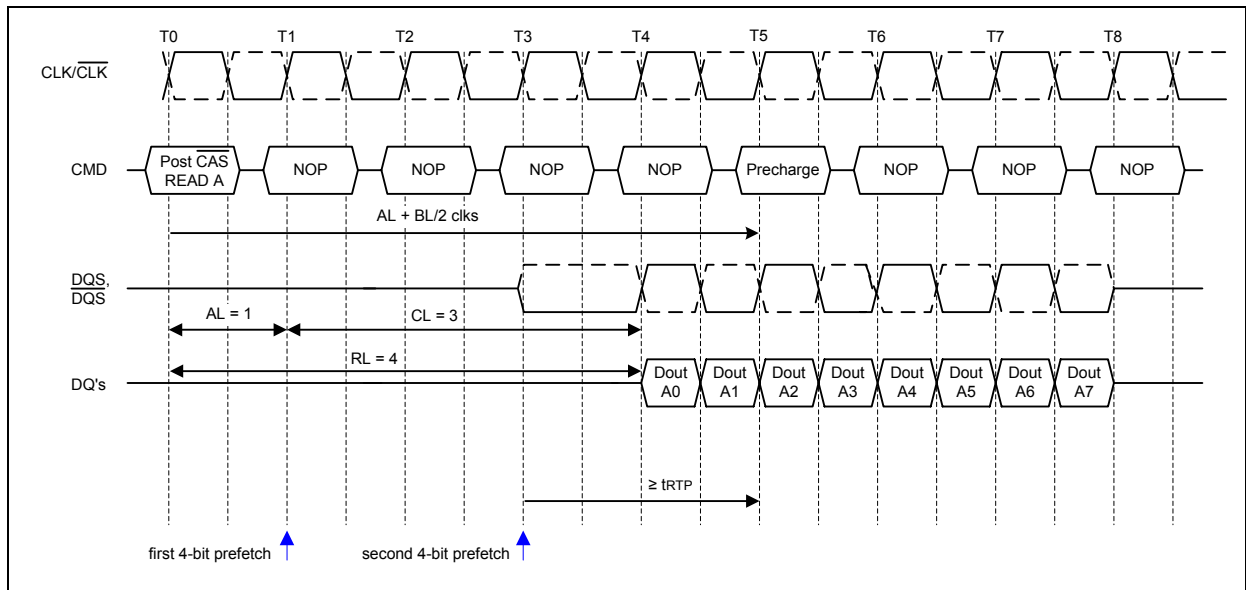 T0 T1 T2 T3 T4 T5 T6 T7 T8
CLK/CLK
CMD
Post CAS
READ A
NOP
NOP
NOP
NOP
Precharge
NOP
NOP
NOP
AL + BL/2 clks
DQS,
DQS
AL = 1
CL = 3
RL = 4
DQ's
Dout
A0
Dout
A1
Dout
A2
Dout
A3
Dout
A4
Dout
A5
Dout
A6
Dout
A7
≥ tRTP
first 4-bit prefetch
second 4-bit prefetch